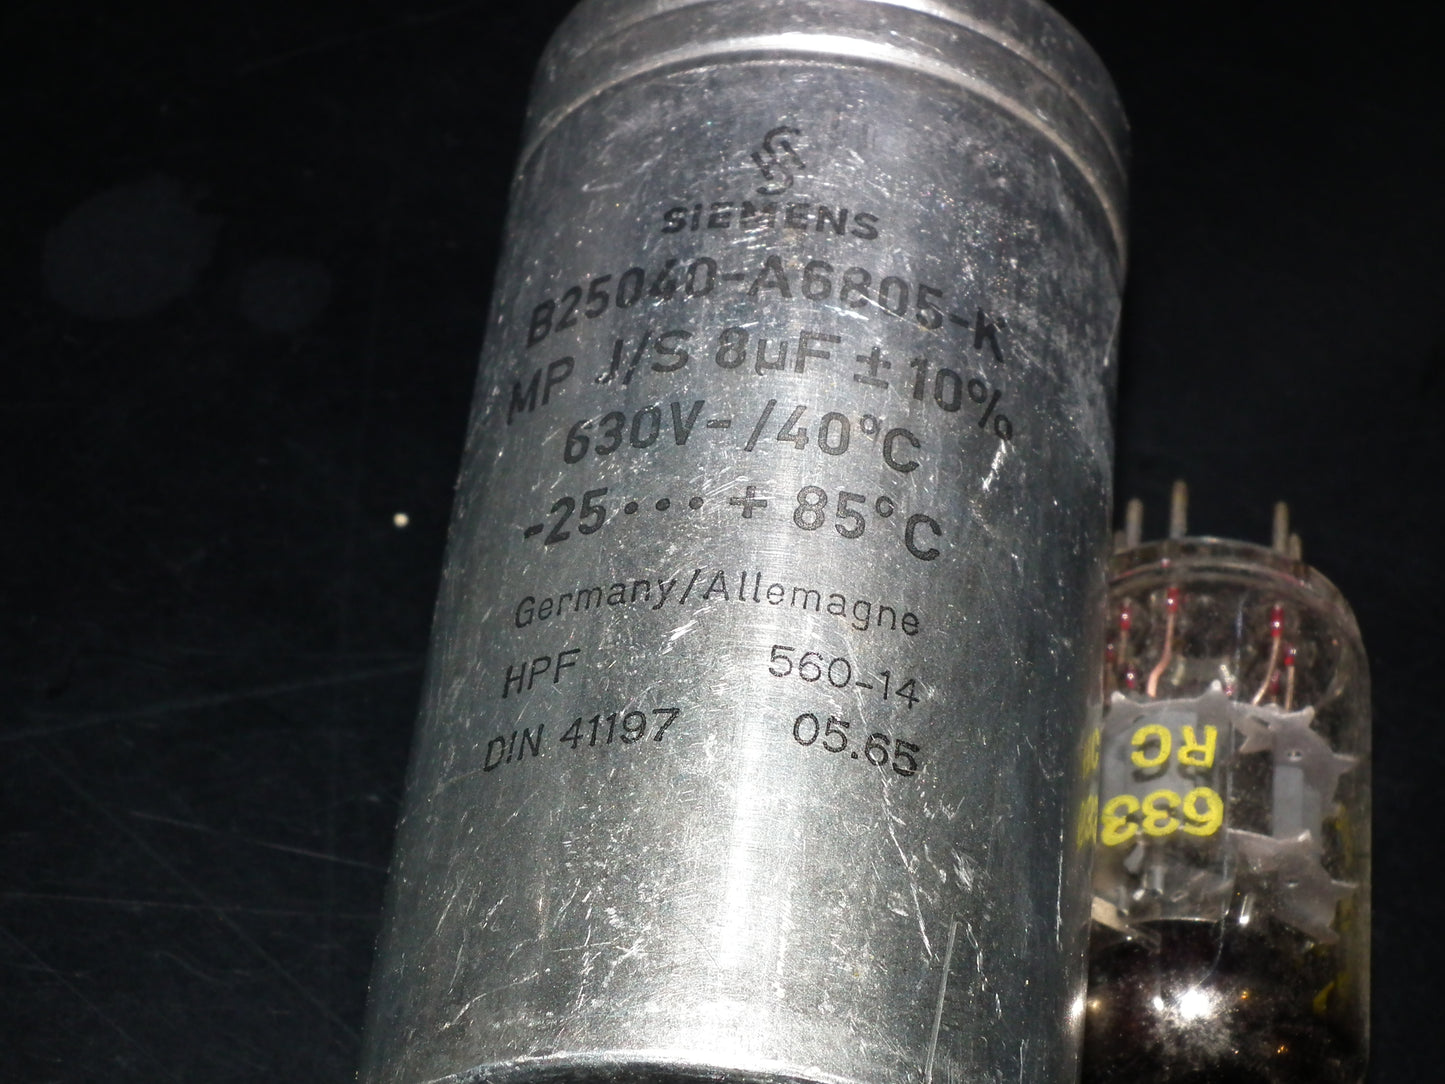 SIEMENS
B25040-A6805-K
MP J/S 8µF ± 10%
630V-/40°C
-25···+ 85°C
Germany/Allemagne
HPF 560-14
DIN 41197 05.65
RC
633